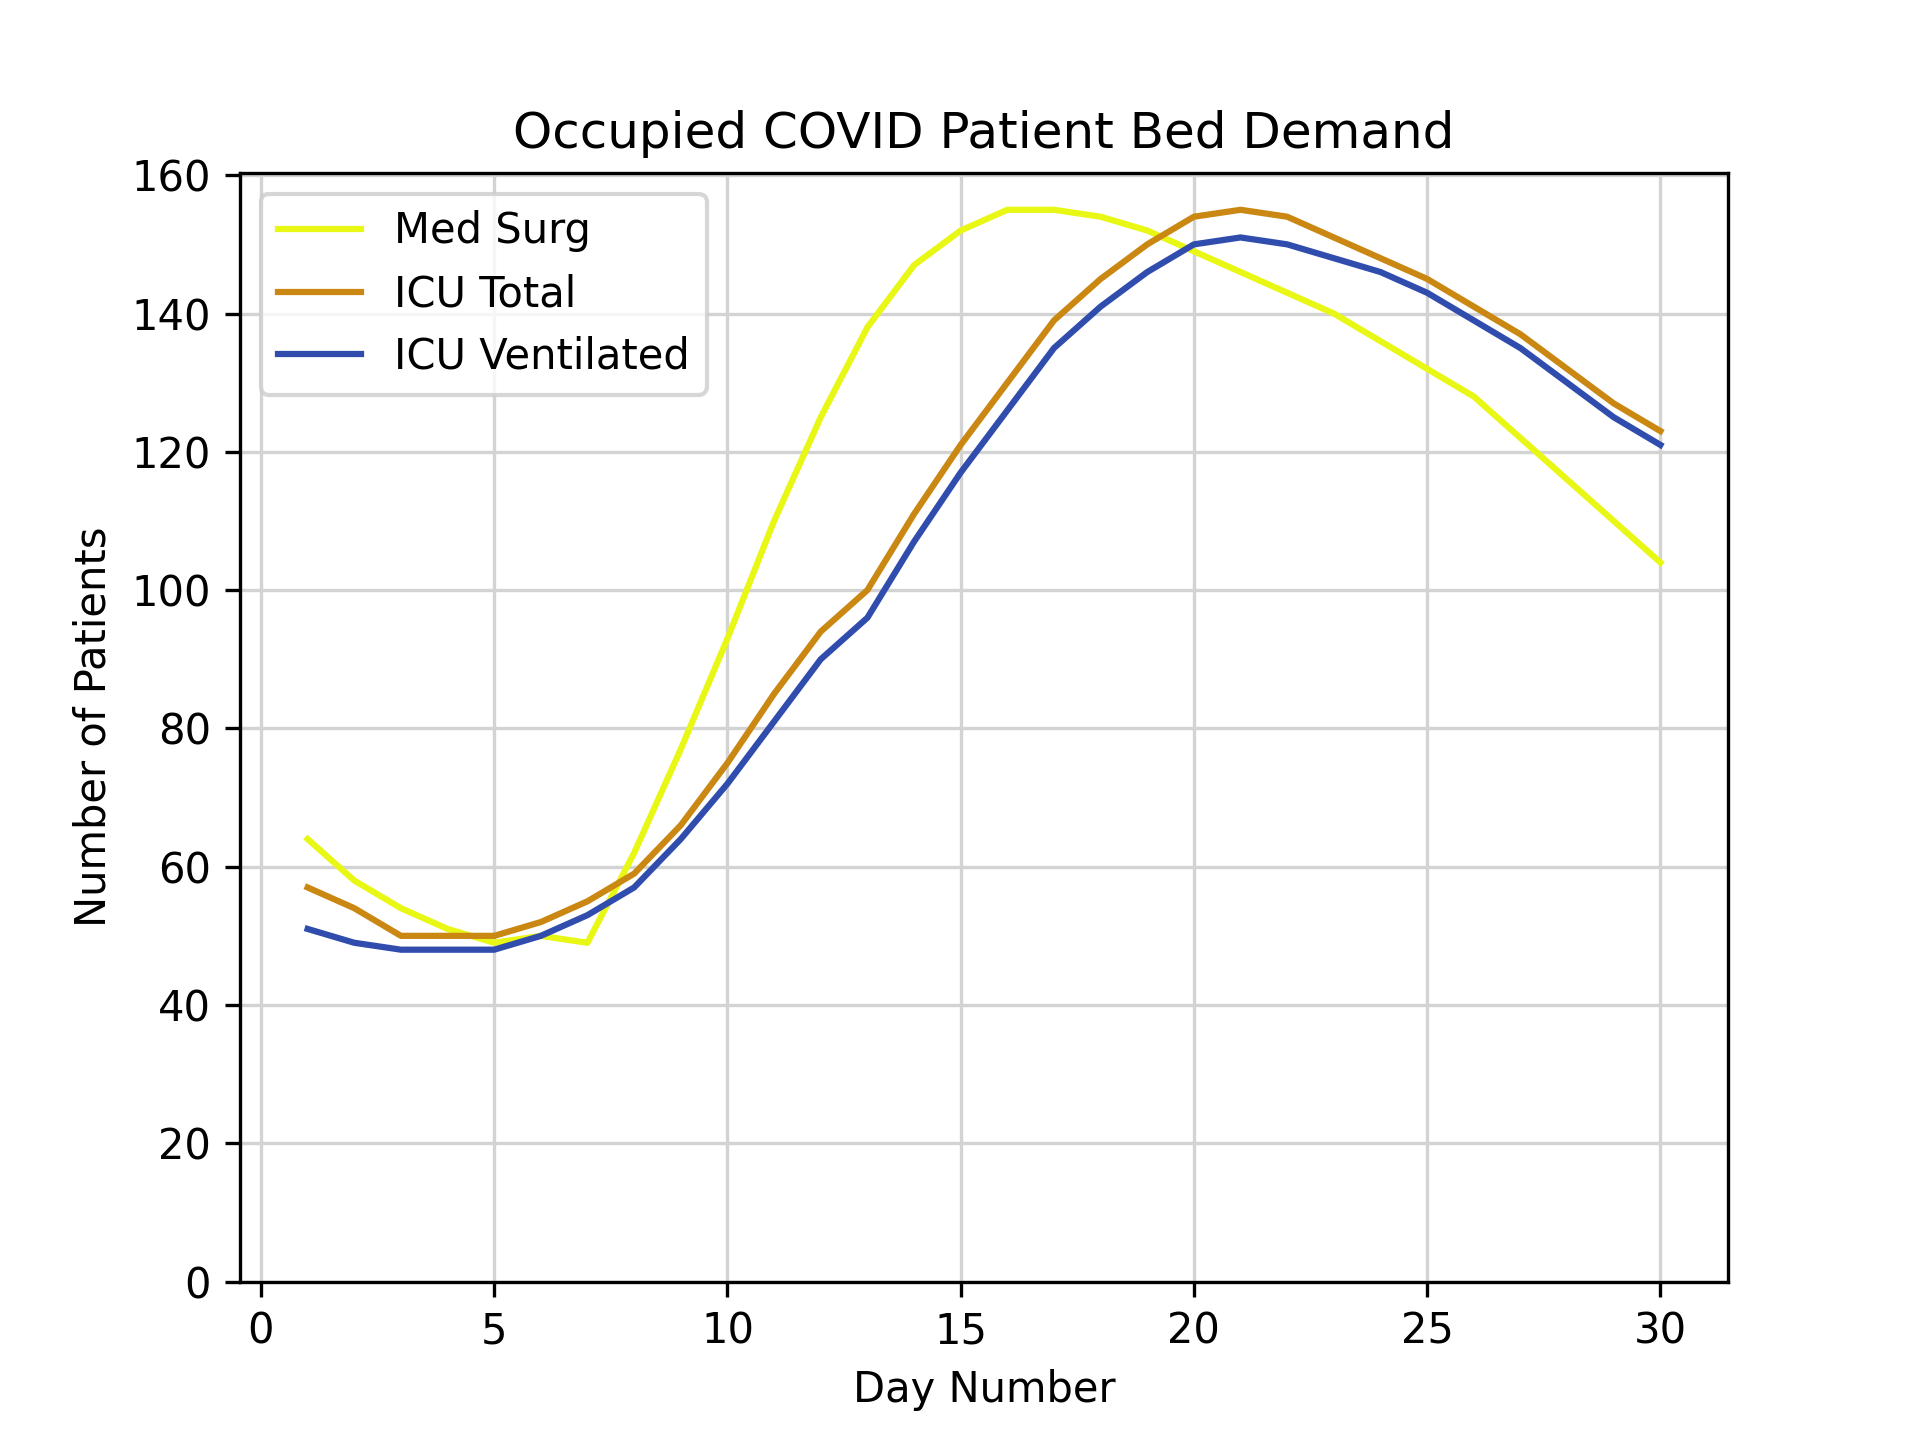 Occupied COVID Patient Bed Demand
Med Surg
ICU Total
ICU Ventilated
Number of Patients
160
140
120
100
80
60
40
20
0
0 5 10 15 20 25 30
Day Number